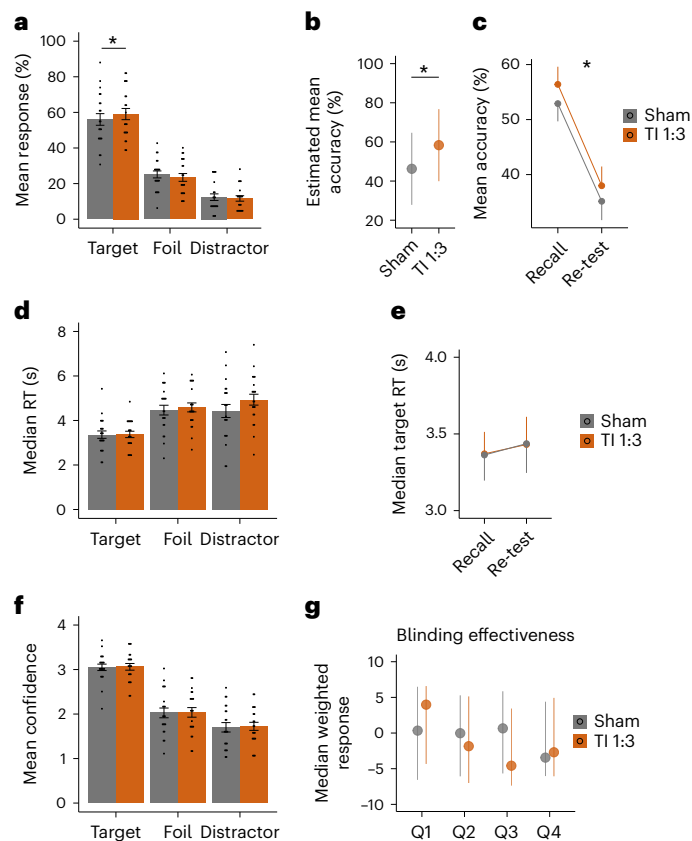 a
Mean response (%)
100
80
60
40
20
0
*
Target Foil Distractor
b
Estimated mean
accuracy (%)
100
80
60
40
20
*
Sham
TI 1:3
c
Mean accuracy (%)
60
50
40
*
Recall
Re-test
Sham
TI 1:3
d
Median RT (s)
8
6
4
2
0
Target Foil Distractor
e
Median target RT (s)
4.0
3.5
3.0
Recall
Re-test
Sham
TI 1:3
f
Mean confidence
4
3
2
1
0
Target Foil Distractor
g
Blinding effectiveness
Median weighted
response
10
5
0
−5
−10
Q1 Q2 Q3 Q4
Sham
TI 1:3